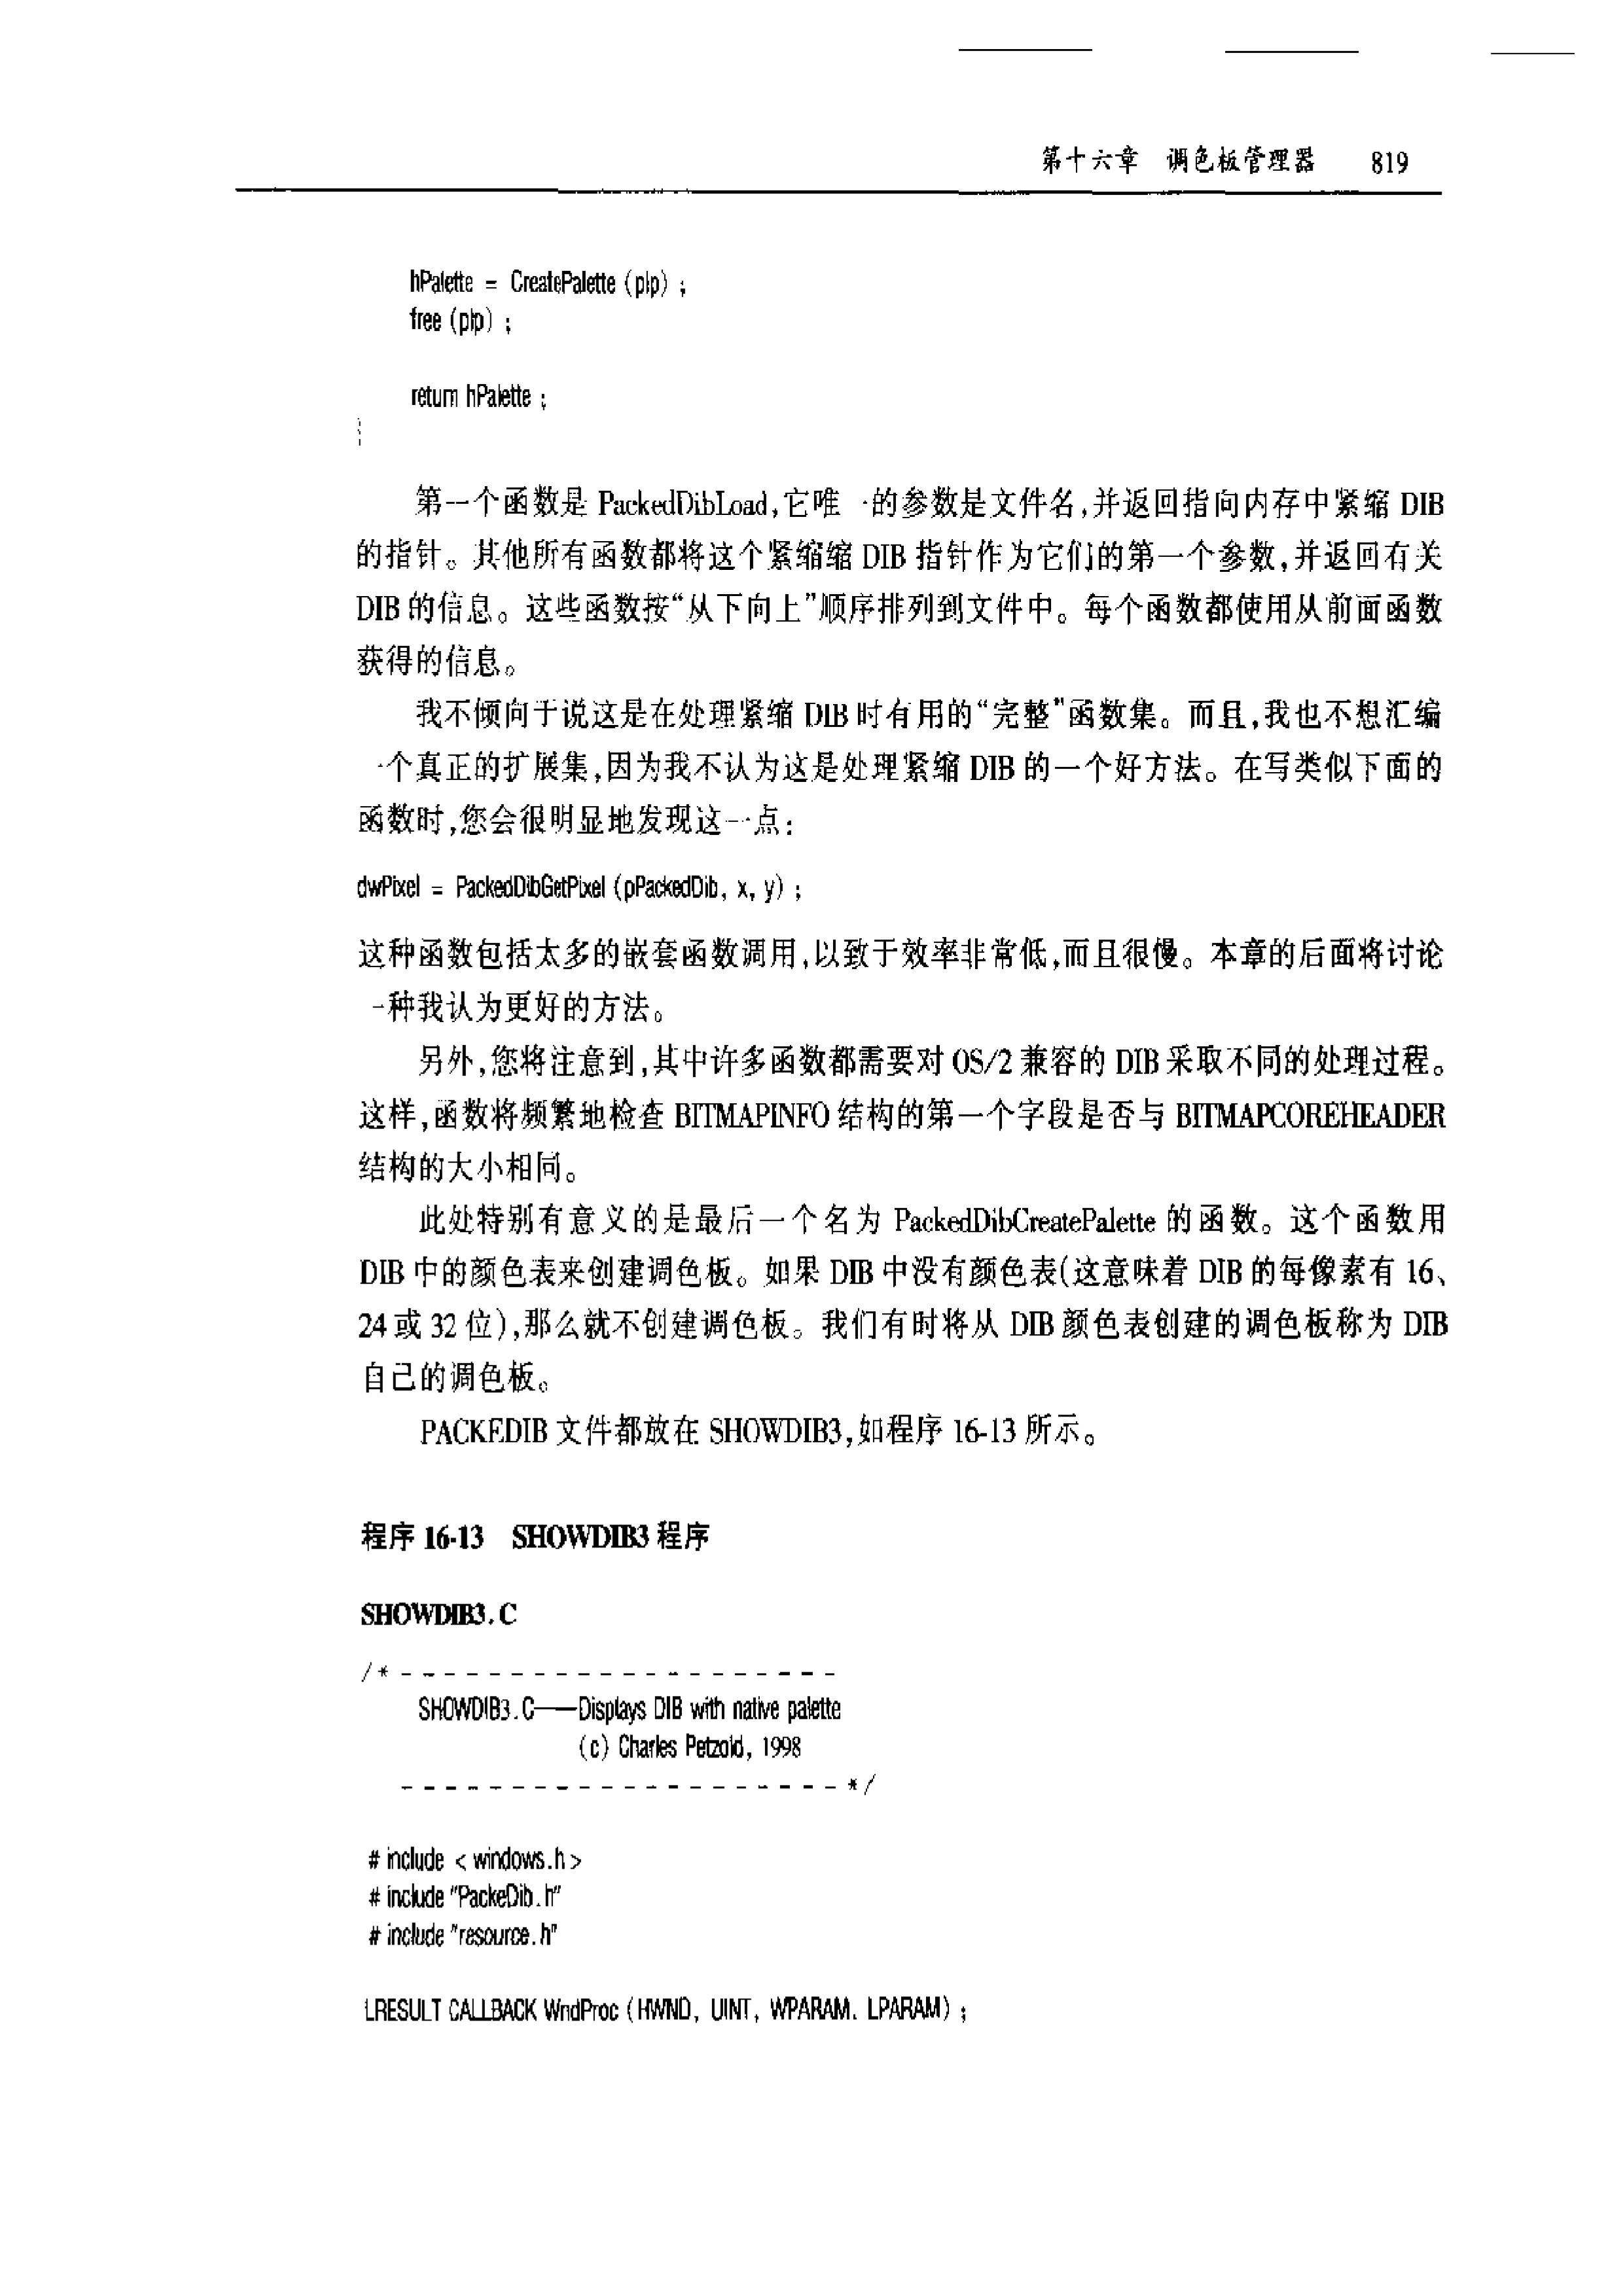 第十六章 调色板管理器 819
hPalette = CreatePalette (plp) ;
free (plp) ;
return hPalette ;
}
第一个函数是 PackedDibLoad,它唯一的参数是文件名,并返回指向内存中紧缩 DIB
的指针。其他所有函数都将这个紧缩缩 DIB 指针作为它们的第一个参数,并返回有关
DIB 的信息。这些函数按“从下向上”顺序排列到文件中。每个函数都使用从前面函数
获得的信息。
我不倾向于说这是在处理紧缩 DIB 时有用的“完整”函数集。而且,我也不想汇编
一个真正的扩展集,因为我不认为这是处理紧缩 DIB 的一个好方法。在写类似下面的
函数时,您会很明显地发现这一点:
dwPixel = PackedDibGetPixel (pPackedDib, x, y) ;
这种函数包括太多的嵌套函数调用,以致于效率非常低,而且很慢。本章的后面将讨论
一种我认为更好的方法。
另外,您将注意到,其中许多函数都需要对 OS/2 兼容的 DIB 采取不同的处理过程。
这样,函数将频繁地检查 BITMAPINFO 结构的第一个字段是否与 BITMAPCOREHEADER
结构的大小相同。
此处特别有意义的是最后一个名为 PackedDibCreatePalette 的函数。这个函数用
DIB 中的颜色表来创建调色板。如果 DIB 中没有颜色表(这意味着 DIB 的每像素有 16、
24 或 32 位),那么就不创建调色板。我们有时将从 DIB 颜色表创建的调色板称为 DIB
自己的调色板。
PACKEDIB 文件都放在 SHOWDIB3,如程序 16-13 所示。
程序 16-13 SHOWDIB3 程序
SHOWDIB3.C
/* - - - - - - - - - - - - - - - - - - - -
SHOWDIB3.C——Displays DIB with native palette
(c) Charles Petzold, 1998
- - - - - - - - - - - - - - - - - - - - */
# include < windows.h >
# include "PackeDib.h"
# include "resource.h"
LRESULT CALLBACK WndProc (HWND, UINT, WPARAM, LPARAM) ;